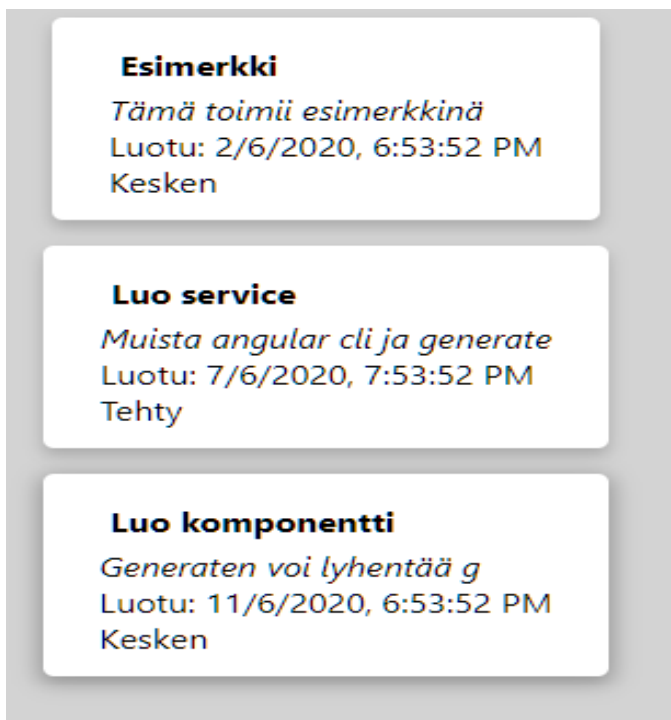 Esimerkki
Tämä toimii esimerkkinä
Luotu: 2/6/2020, 6:53:52 PM
Kesken
Luo service
Muista angular cli ja generate
Luotu: 7/6/2020, 7:53:52 PM
Tehty
Luo komponentti
Generaten voi lyhentää g
Luotu: 11/6/2020, 6:53:52 PM
Kesken